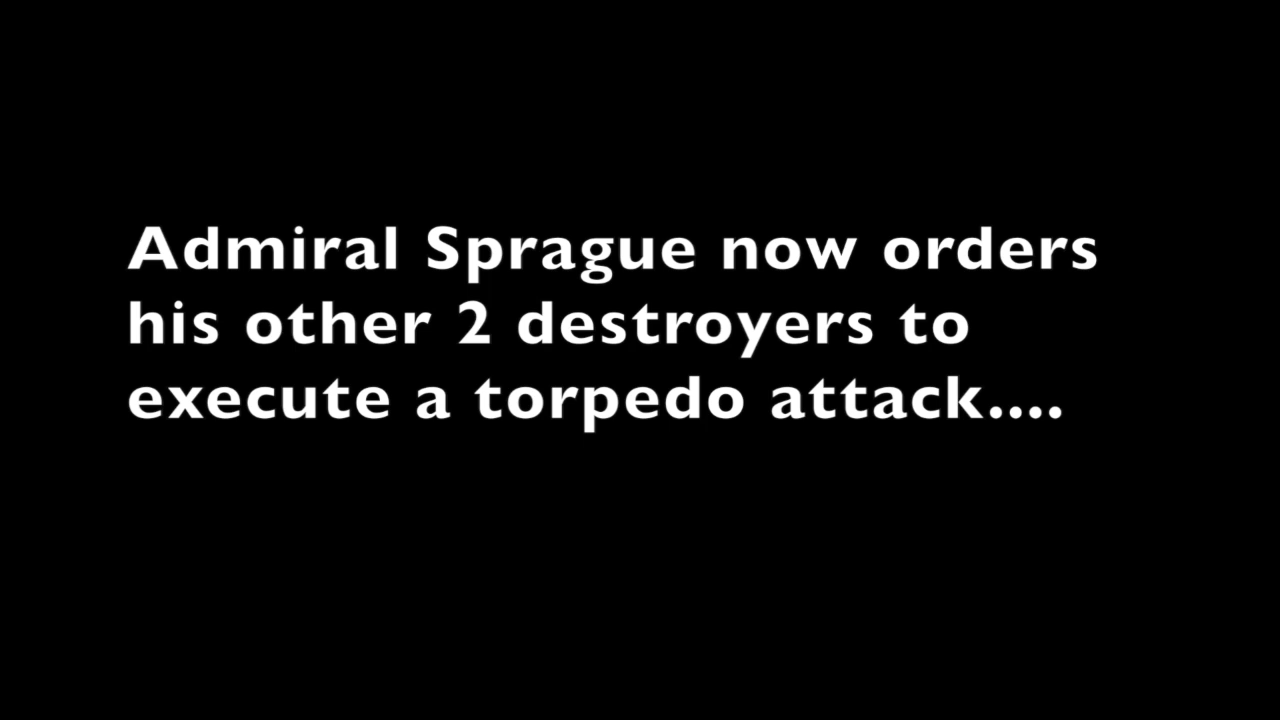 Admiral Sprague now orders
his other 2 destroyers to
execute a torpedo attack....